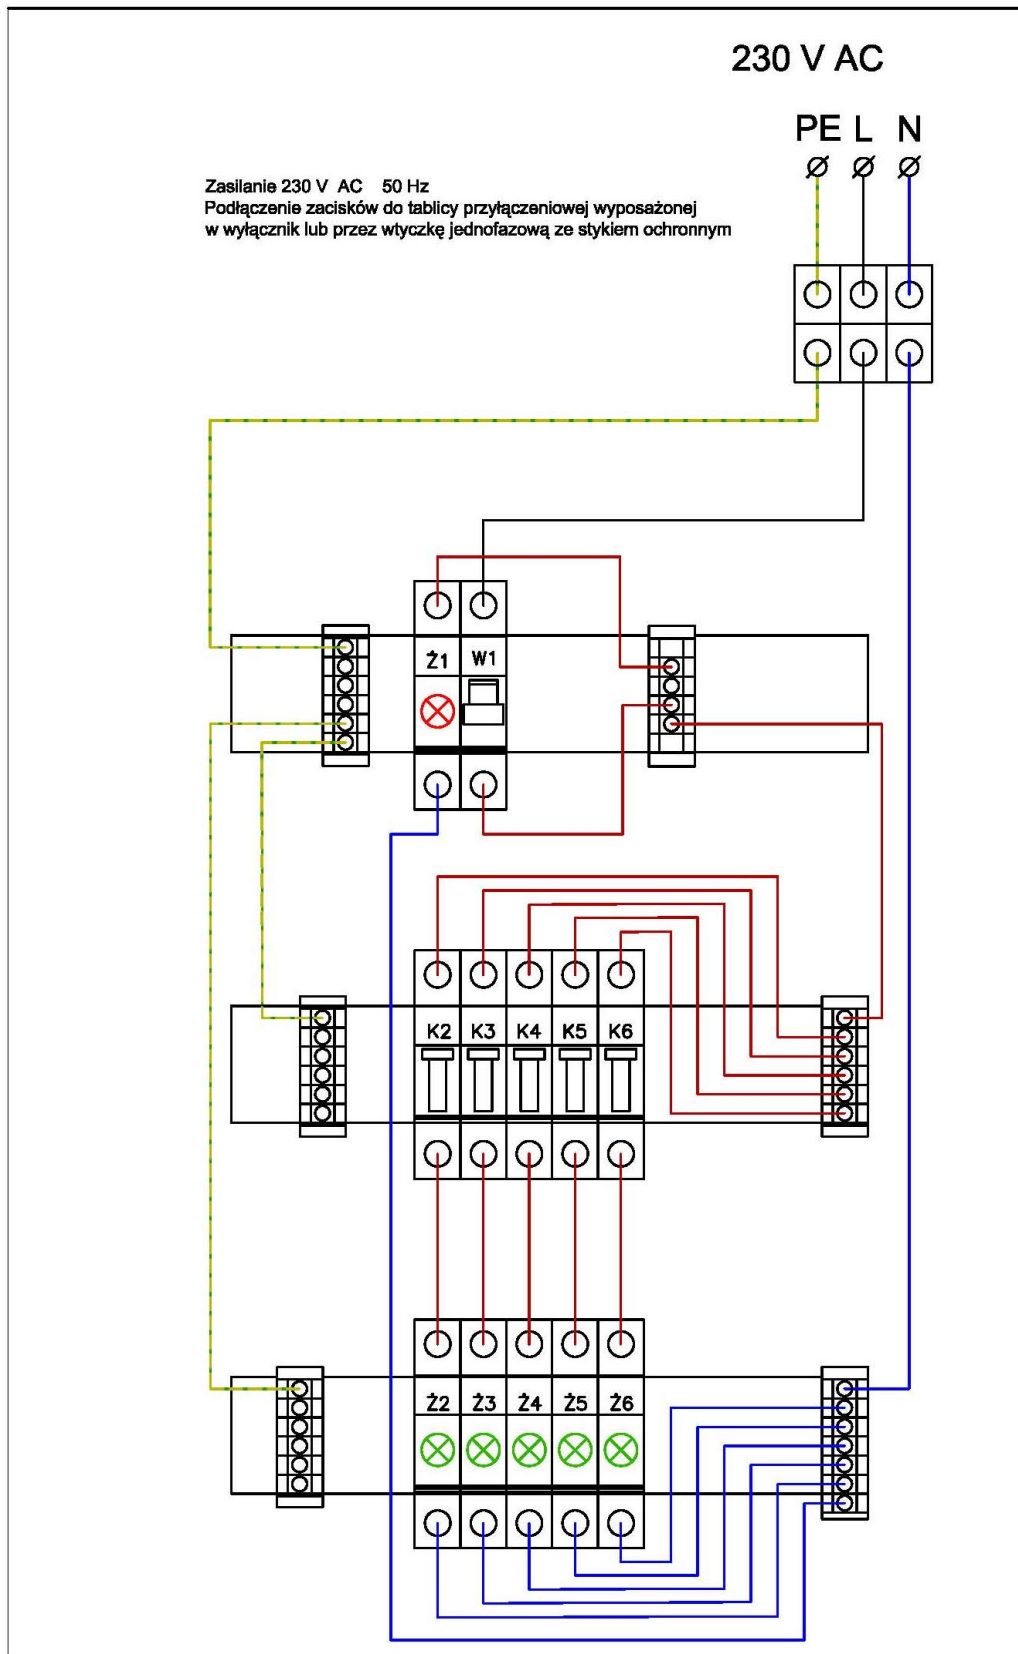 230 V AC
PE L N
Zasilanie 230 V AC 50 Hz
Podłączenie zacisków do tablicy przyłączeniowej wyposażonej
w wyłącznik lub przez wtyczkę jednofazową ze stykiem ochronnym
Ż1 W1
K2 K3 K4 K5 K6
Ż2 Ż3 Ż4 Ż5 Ż6